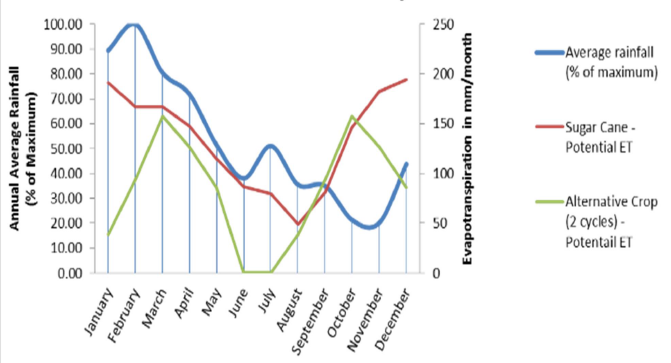 100.00
90.00
80.00
70.00
60.00
50.00
40.00
30.00
20.00
10.00
0.00
Annual Average Rainfall
(% of Maximum)
250
200
150
100
50
0
Evapotranspiration in mm/month
January
February
March
April
May
June
July
August
September
October
November
December
Average rainfall
(% of maximum)
Sugar Cane -
Potential ET
Alternative Crop
(2 cycles) -
Potentail ET